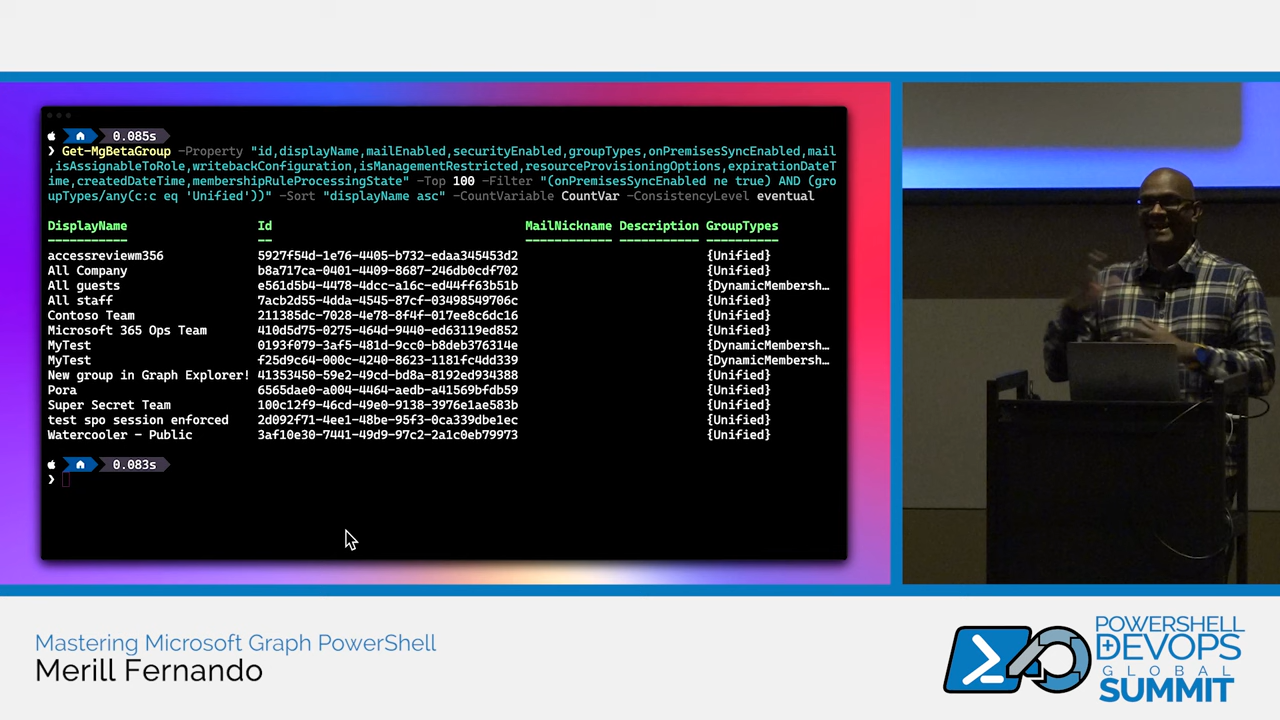 0.085s
❯ Get-MgBetaGroup -Property "id,displayName,mailEnabled,securityEnabled,groupTypes,onPremisesSyncEnabled,mail
,isAssignableToRole,writebackConfiguration,isManagementRestricted,resourceProvisioningOptions,expirationDateT
ime,createdDateTime,membershipRuleProcessingState" -Top 100 -Filter "(onPremisesSyncEnabled ne true) AND (gro
upTypes/any(c:c eq 'Unified'))" -Sort "displayName asc" -CountVariable CountVar -ConsistencyLevel eventual
DisplayName Id MailNickname Description GroupTypes
----------- -- ------------ ----------- ----------
accessreviewm356 5927f54d-1e76-4405-b732-edaa345453d2 {Unified}
All Company b8a717ca-0401-4409-8687-246db0cdf702 {Unified}
All guests e561d5b4-4478-4dcc-a16c-ed44ff63b51b {DynamicMembersh…
All staff 7acb2d55-4dda-4545-87cf-03498549706c {Unified}
Contoso Team 211385dc-7028-4e78-8f4f-017ee8c6dc16 {Unified}
Microsoft 365 Ops Team 410d5d75-0275-464d-9440-ed63119ed852 {Unified}
MyTest 0193f079-3af5-481d-9cc0-b8deb376314e {DynamicMembersh…
MyTest f25d9c64-000c-4240-8623-1181fc4dd339 {DynamicMembersh…
New group in Graph Explorer! 41353450-59e2-49cd-bd8a-8192ed934388 {Unified}
Pora 6565dae0-a004-4464-aedb-a41569bfdb59 {Unified}
Super Secret Team 100c12f9-46cd-49e0-9138-3976e1ae583b {Unified}
test spo session enforced 2d092f71-4ee1-48be-95f3-0ca339dbe1ec {Unified}
Watercooler - Public 3af10e30-7441-49d9-97c2-2a1c0eb79973 {Unified}
0.083s
❯
Mastering Microsoft Graph PowerShell
Merill Fernando
POWERSHELL
DEVOPS
GLOBAL
SUMMIT